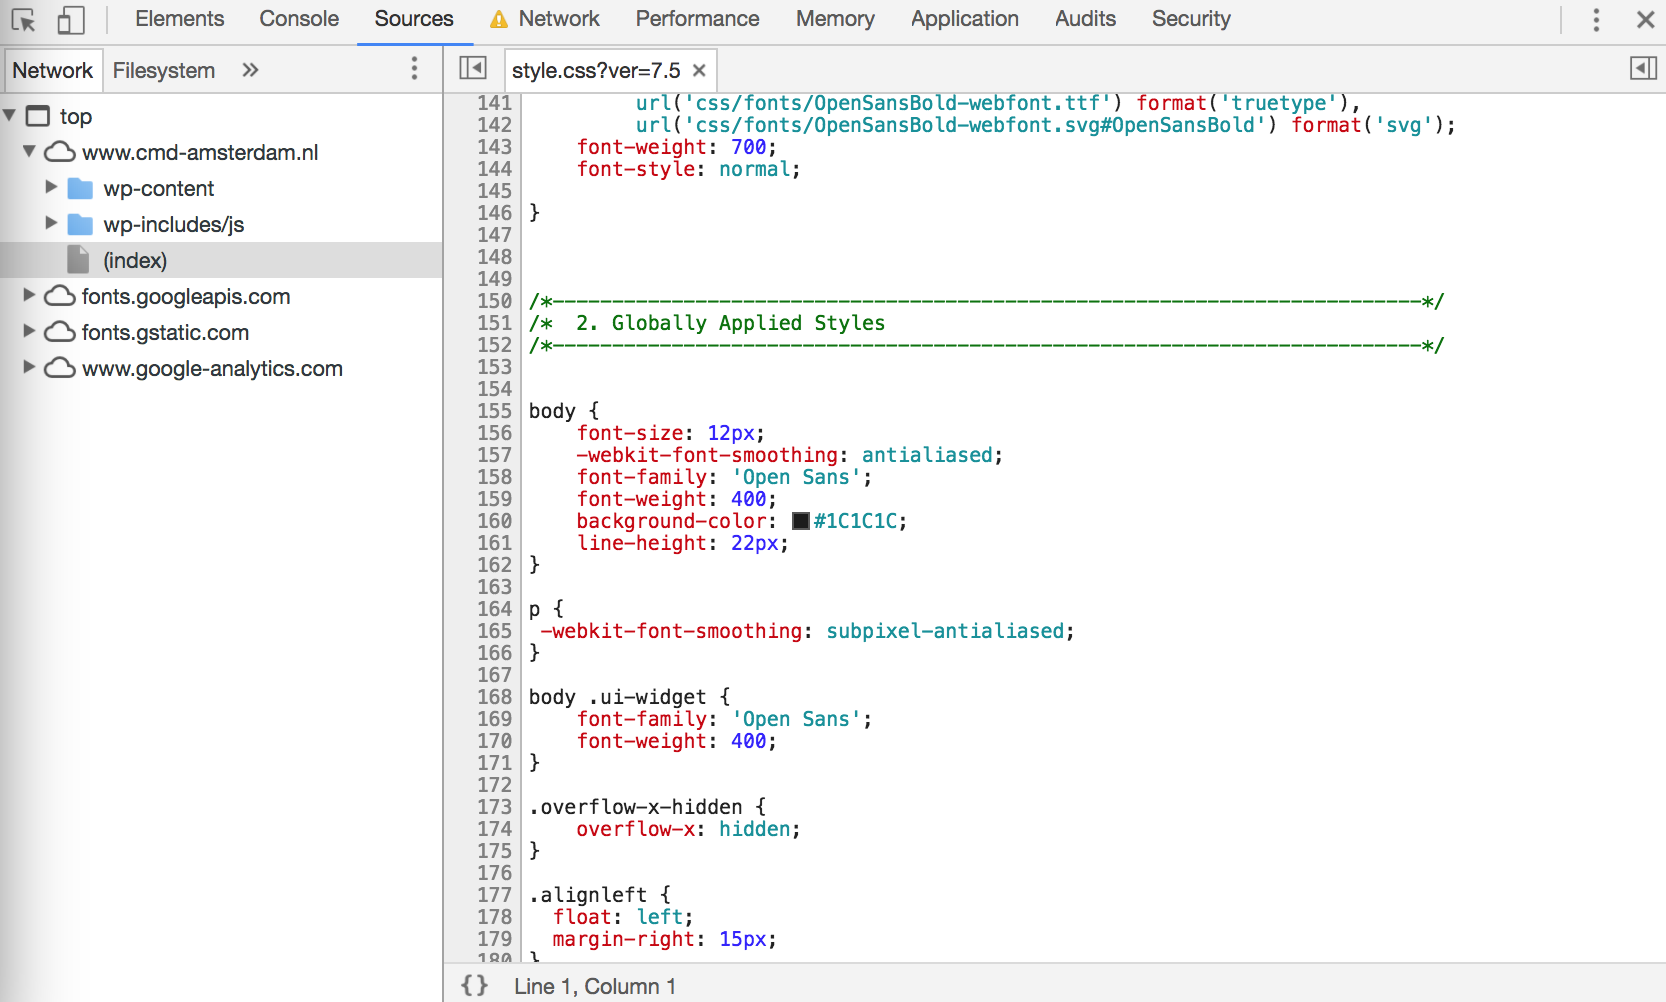 Elements Console Sources Network Performance Memory Application Audits Security
Network Filesystem » style.css?ver=7.5 ×
top
www.cmd-amsterdam.nl
wp-content
wp-includes/js
(index)
fonts.googleapis.com
fonts.gstatic.com
www.google-analytics.com
141 url('css/fonts/OpenSansBold-webfont.ttf') format('truetype'),
142 url('css/fonts/OpenSansBold-webfont.svg#OpenSansBold') format('svg');
143 font-weight: 700;
144 font-style: normal;
145
146 }
147
148
149
150 /*-------------------------------------------------------------------------*/
151 /*  2. Globally Applied Styles
152 /*-------------------------------------------------------------------------*/
153
154
155 body {
156 font-size: 12px;
157 -webkit-font-smoothing: antialiased;
158 font-family: 'Open Sans';
159 font-weight: 400;
160 background-color: #1C1C1C;
161 line-height: 22px;
162 }
163
164 p {
165 -webkit-font-smoothing: subpixel-antialiased;
166 }
167
168 body .ui-widget {
169 font-family: 'Open Sans';
170 font-weight: 400;
171 }
172
173 .overflow-x-hidden {
174 overflow-x: hidden;
175 }
176
177 .alignleft {
178 float: left;
179 margin-right: 15px;
180 }
{} Line 1, Column 1